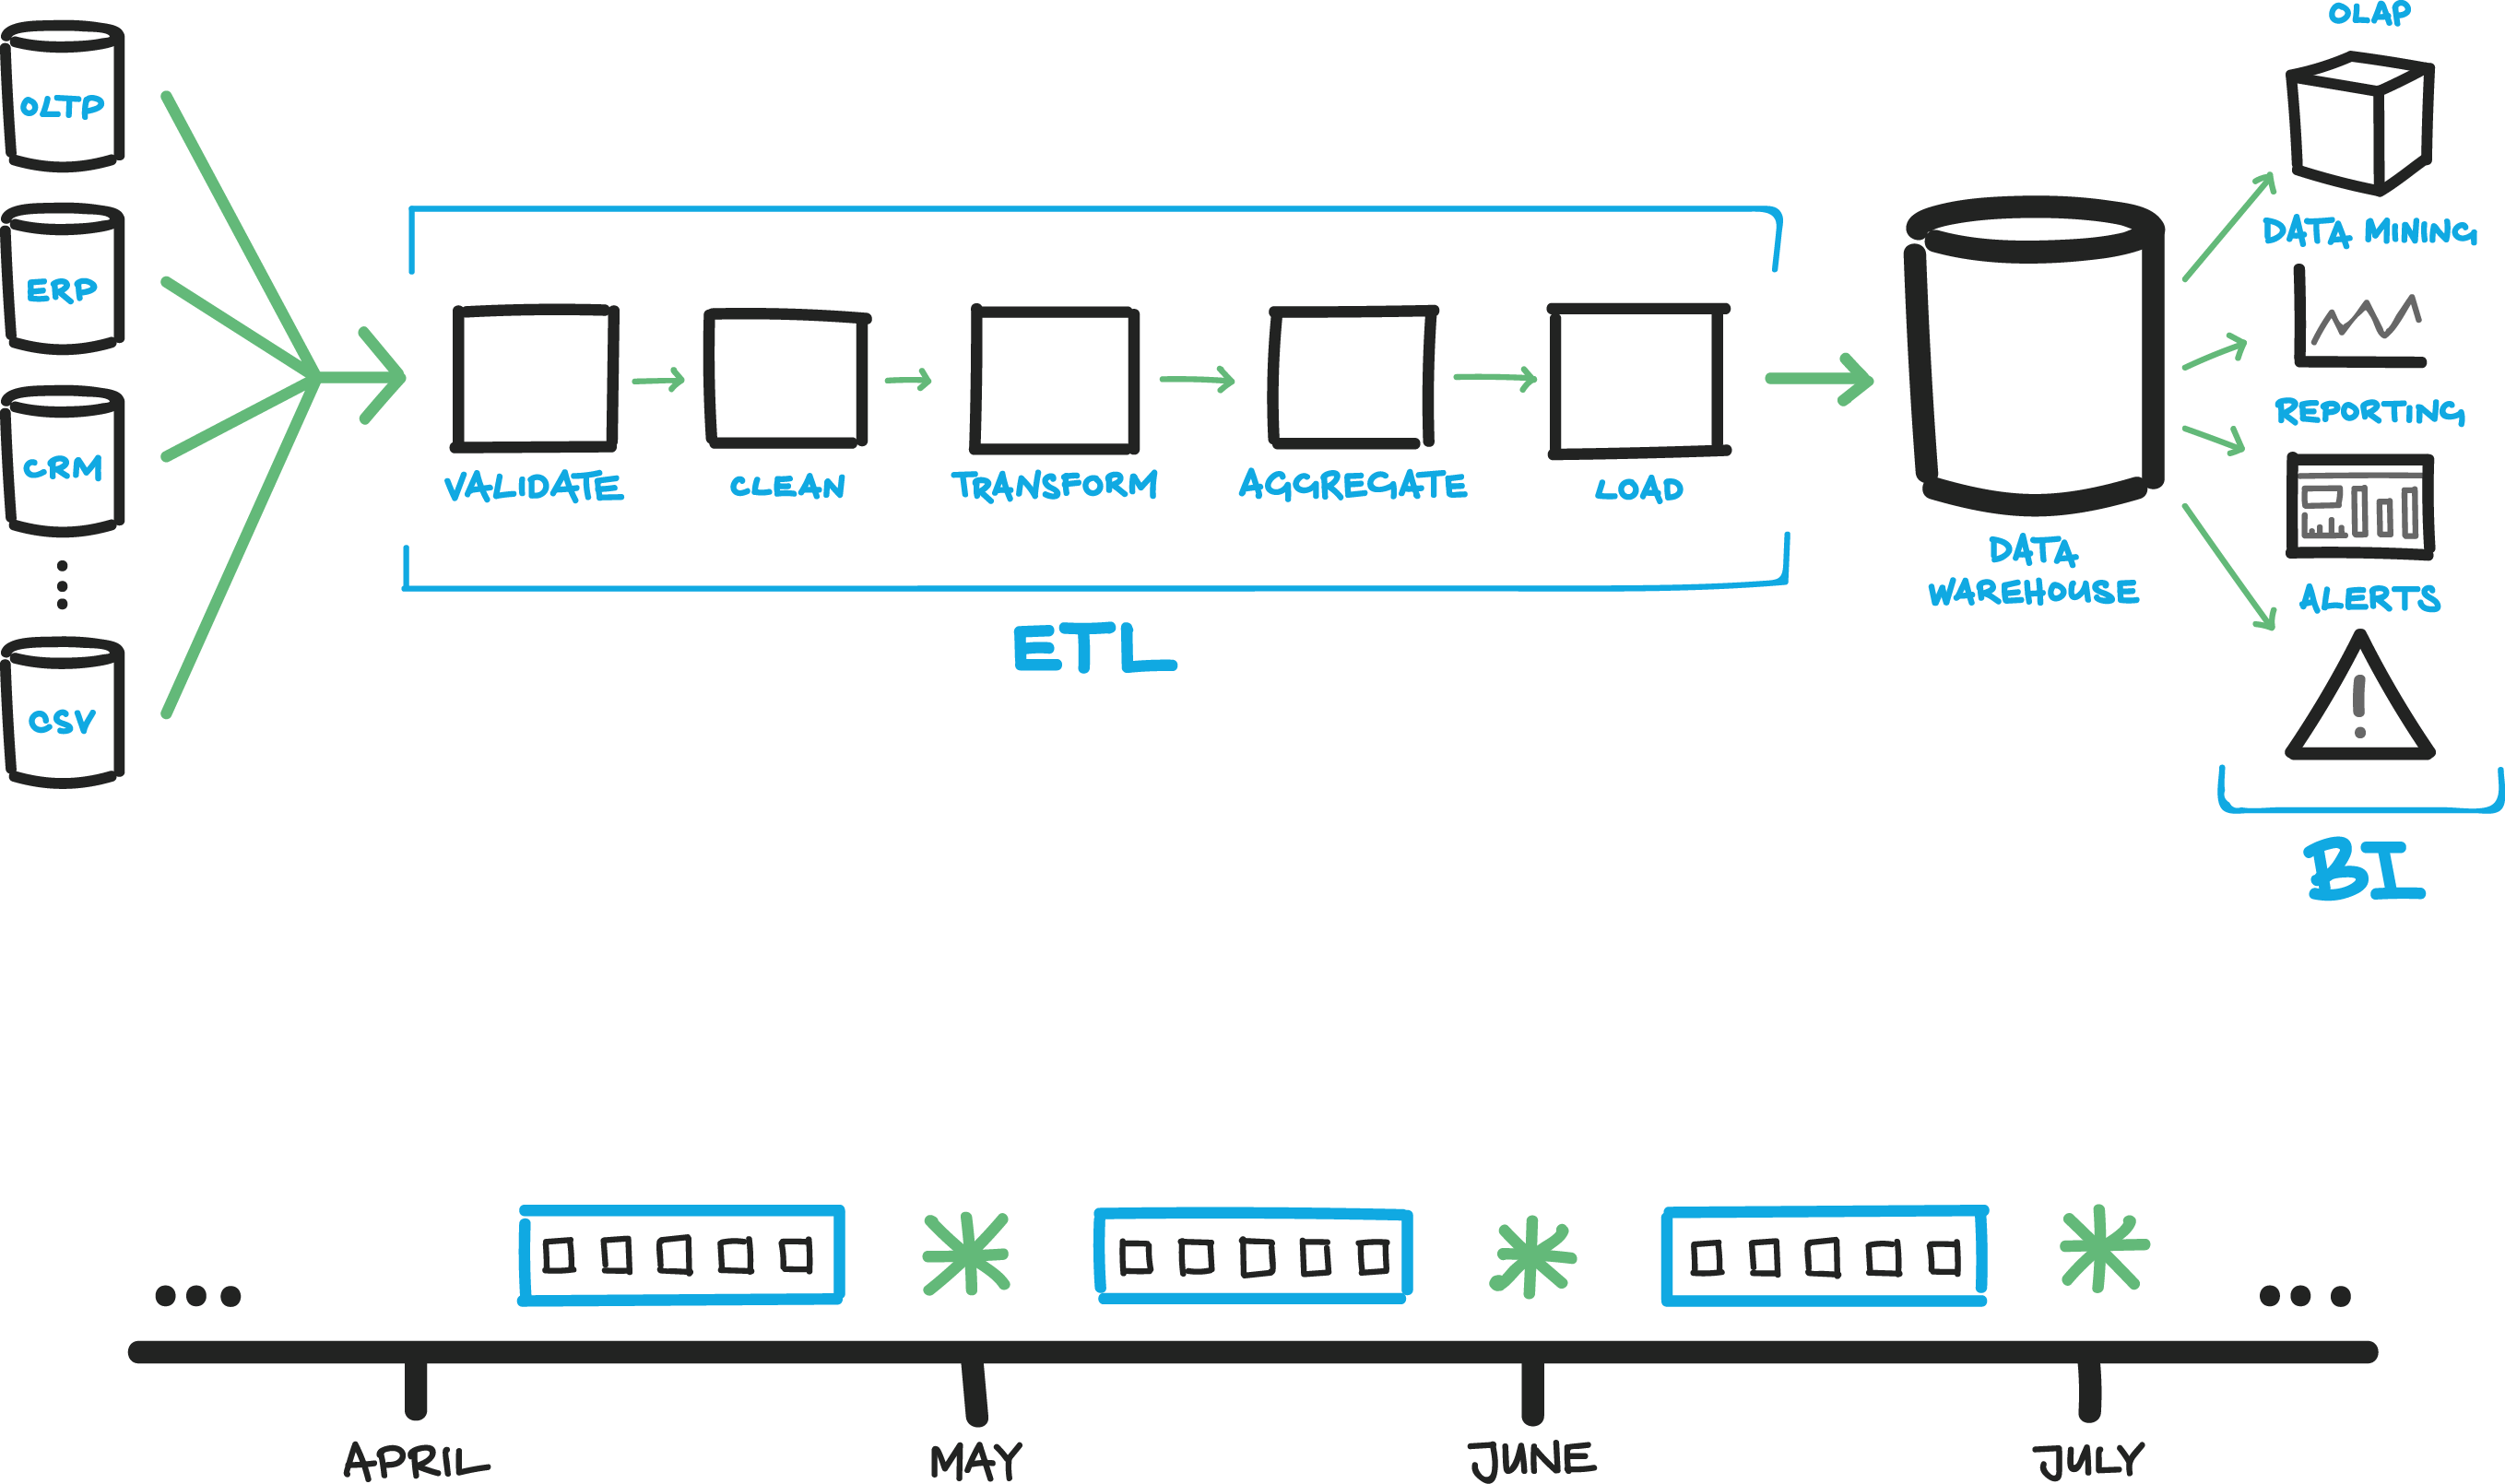 OLTP
ERP
CRM
CSV
VALIDATE
CLEAN
TRANSFORM
AGGREGATE
LOAD
ETL
DATA
WAREHOUSE
OLAP
DATA MINING
REPORTING
ALERTS
!
BI
APRIL
MAY
JUNE
JULY